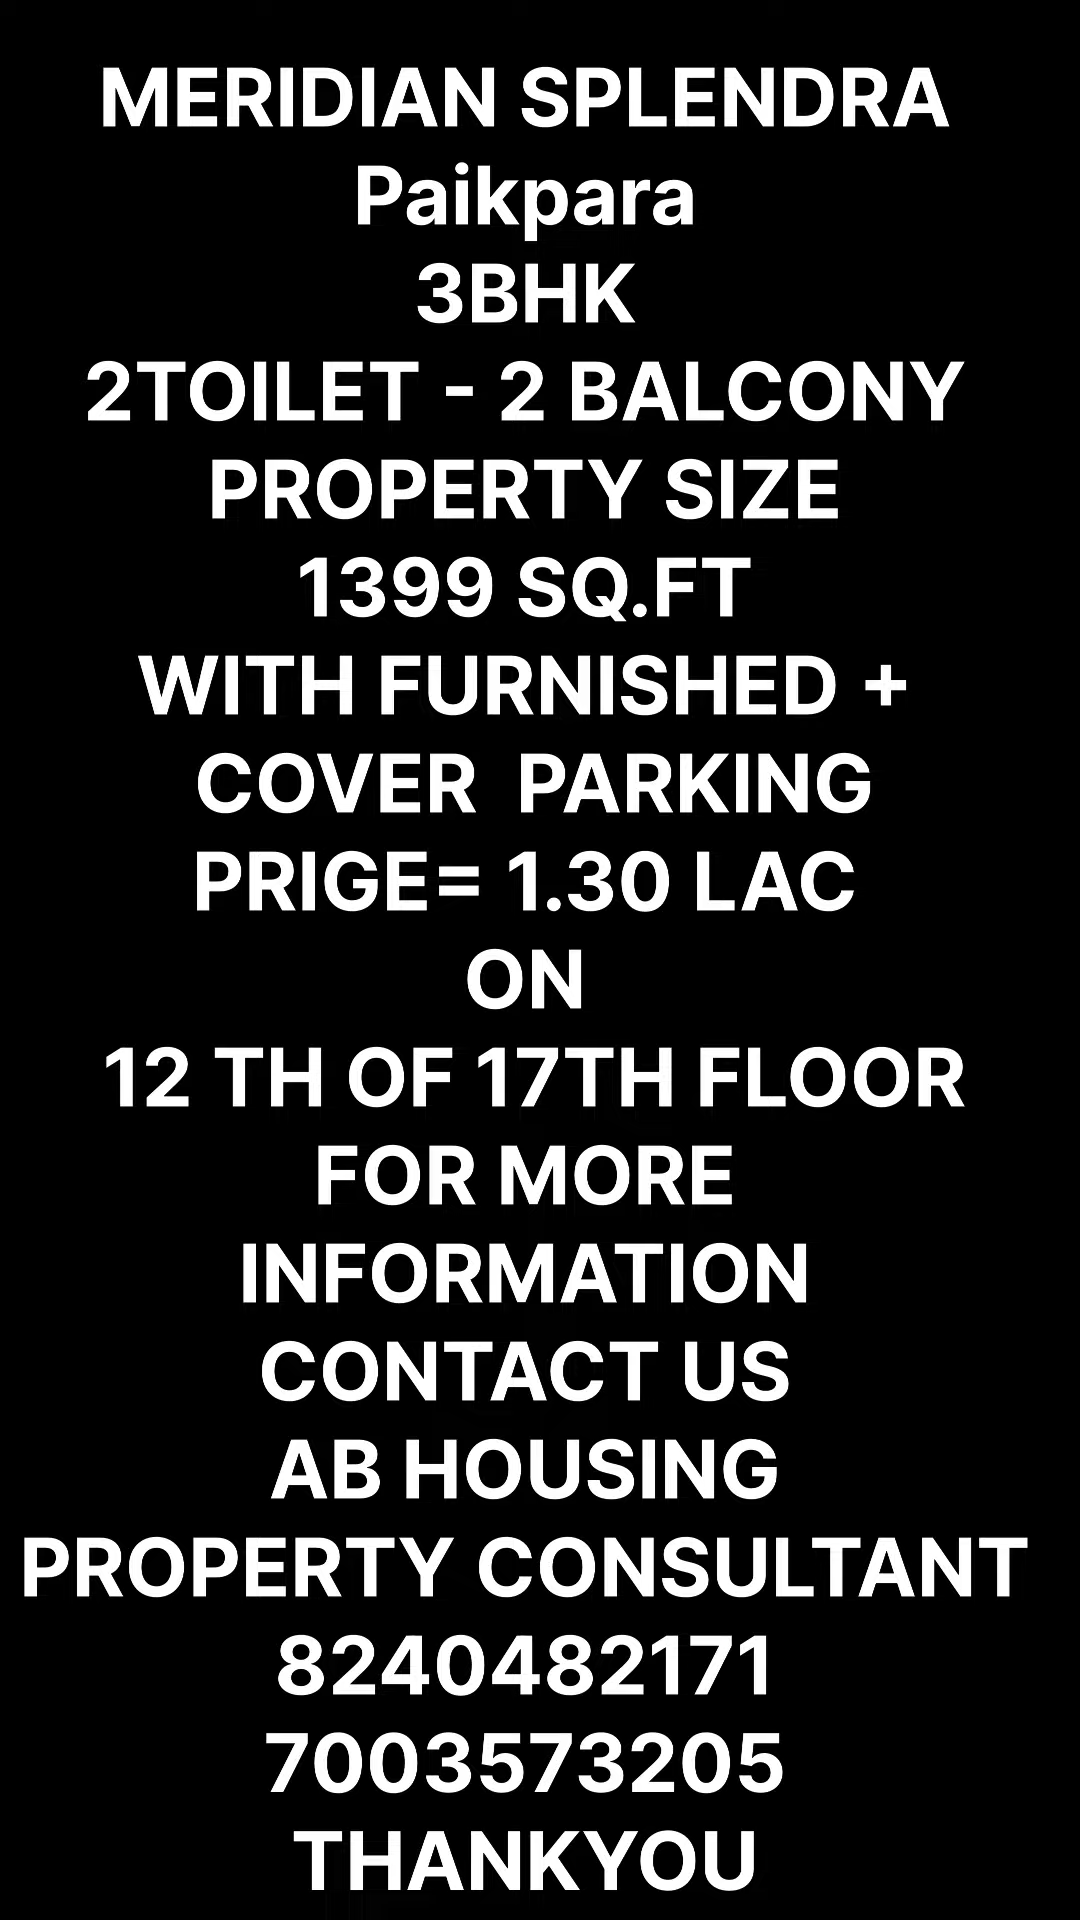 MERIDIAN SPLENDRA
Paikpara
3BHK
2TOILET - 2 BALCONY
PROPERTY SIZE
1399 SQ.FT
WITH FURNISHED +
COVER  PARKING
PRIGE= 1.30 LAC
ON
12 TH OF 17TH FLOOR
FOR MORE
INFORMATION
CONTACT US
AB HOUSING
PROPERTY CONSULTANT
8240482171
7003573205
THANKYOU